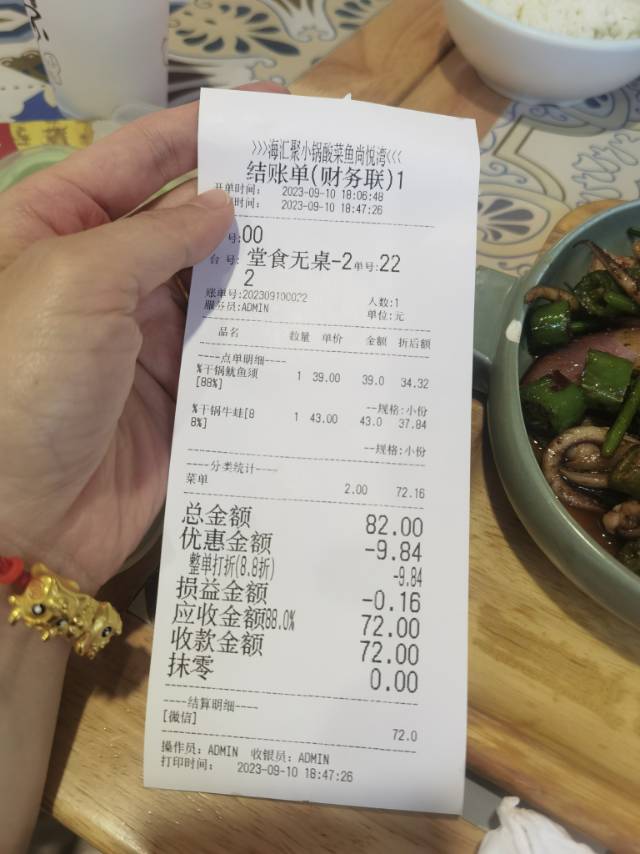 >>>海汇聚小锅酸菜鱼尚悦湾<<<
结账单(财务联)1
开单时间: 2023-09-10 18:06:48
时间: 2023-09-10 18:47:26
号:00
台 号: 堂食无桌-2 单号:22
2
账单号:202309100022 人数:1
服务员:ADMIN 单位:元
品名 数量 单价 金额 折后额
-----点单明细----
%干锅鱿鱼须 1 39.00 39.0 34.32
[88%]
--规格:小份
%干锅牛蛙[8 1 43.00 43.0 37.84
8%]
--规格:小份
-----分类统计----
菜单 2.00 72.16
总金额 82.00
优惠金额 -9.84
整单打折(8.8折) -9.84
损益金额 -0.16
应收金额88.0% 72.00
收款金额 72.00
抹零 0.00
-----结算明细----
[微信] 72.0
操作员: ADMIN 收银员: ADMIN
打印时间: 2023-09-10 18:47:26